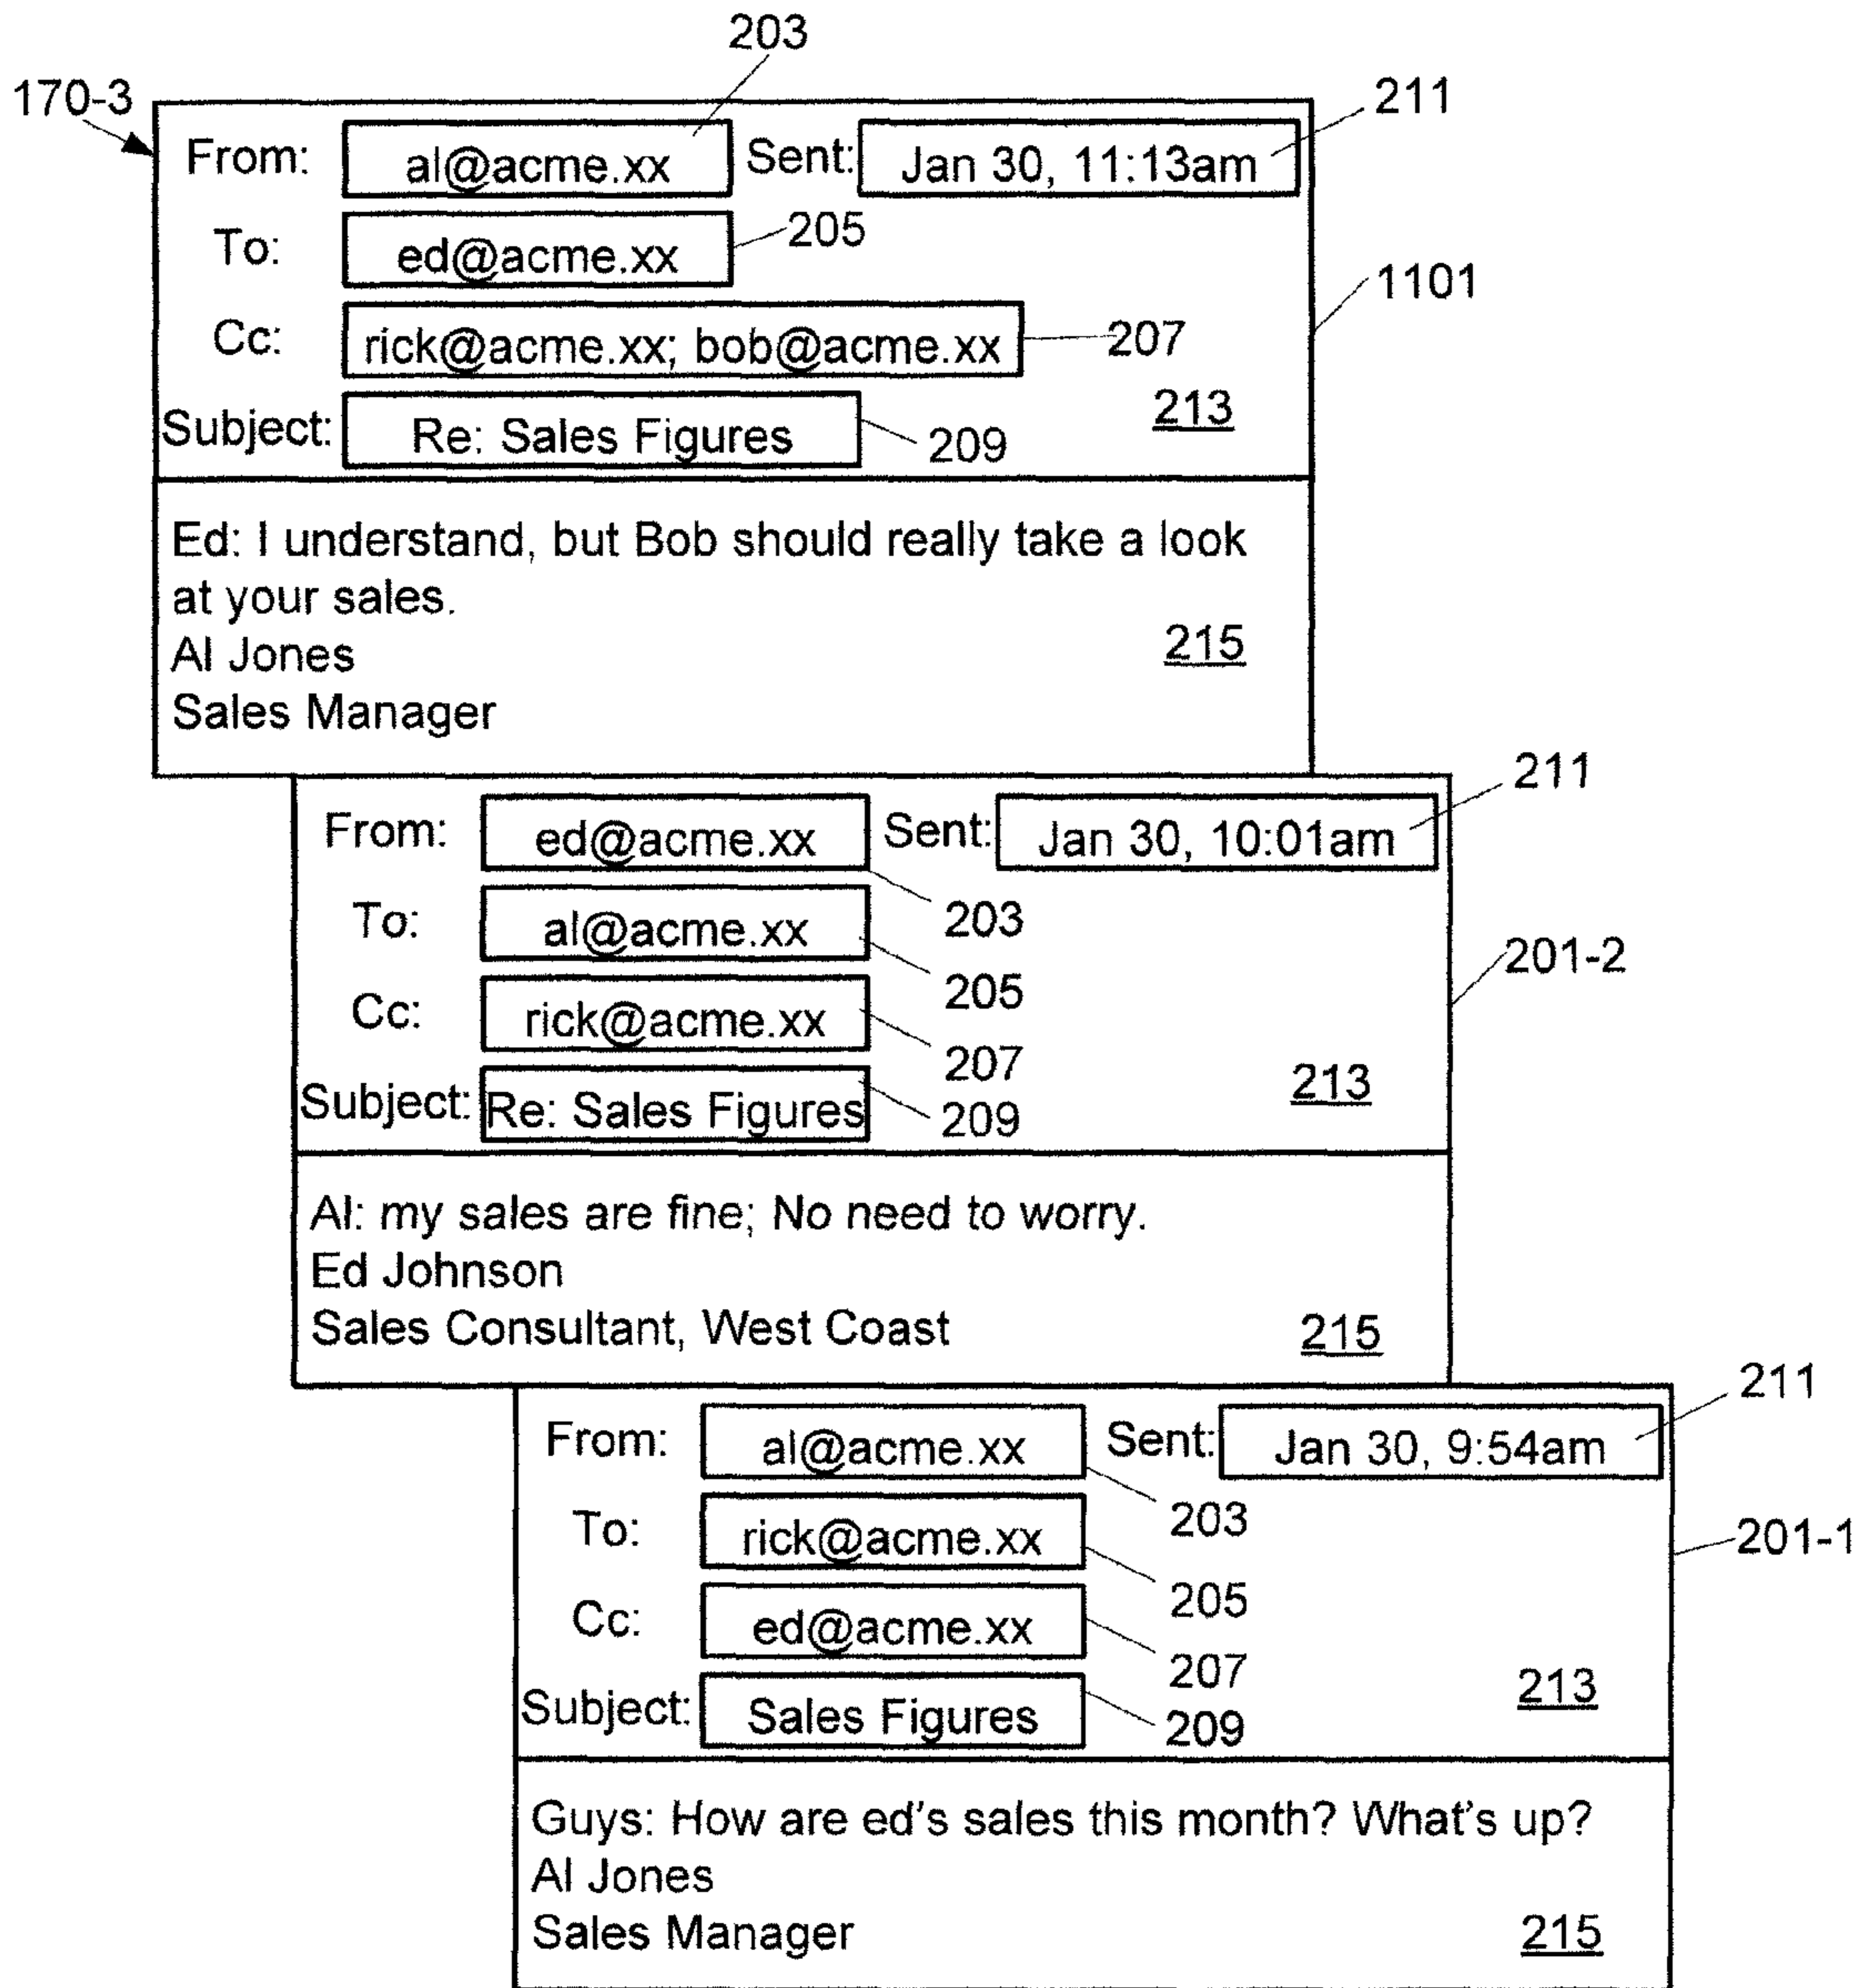 203
170-3
211
From: al@acme.xx Sent: Jan 30, 11:13am
To: ed@acme.xx 205
1101
Cc: rick@acme.xx; bob@acme.xx 207
213
Subject: Re: Sales Figures 209
Ed: I understand, but Bob should really take a look
at your sales.
Al Jones
215
Sales Manager
211
From: ed@acme.xx Sent: Jan 30, 10:01am
203
To: al@acme.xx
201-2
205
Cc: rick@acme.xx
207
213
Subject: Re: Sales Figures 209
Al: my sales are fine; No need to worry.
Ed Johnson
Sales Consultant, West Coast 215
211
From: al@acme.xx Sent: Jan 30, 9:54am
203
To: rick@acme.xx 201-1
205
Cc: ed@acme.xx
207
213
Subject: Sales Figures 209
Guys: How are ed's sales this month? What's up?
Al Jones
Sales Manager 215